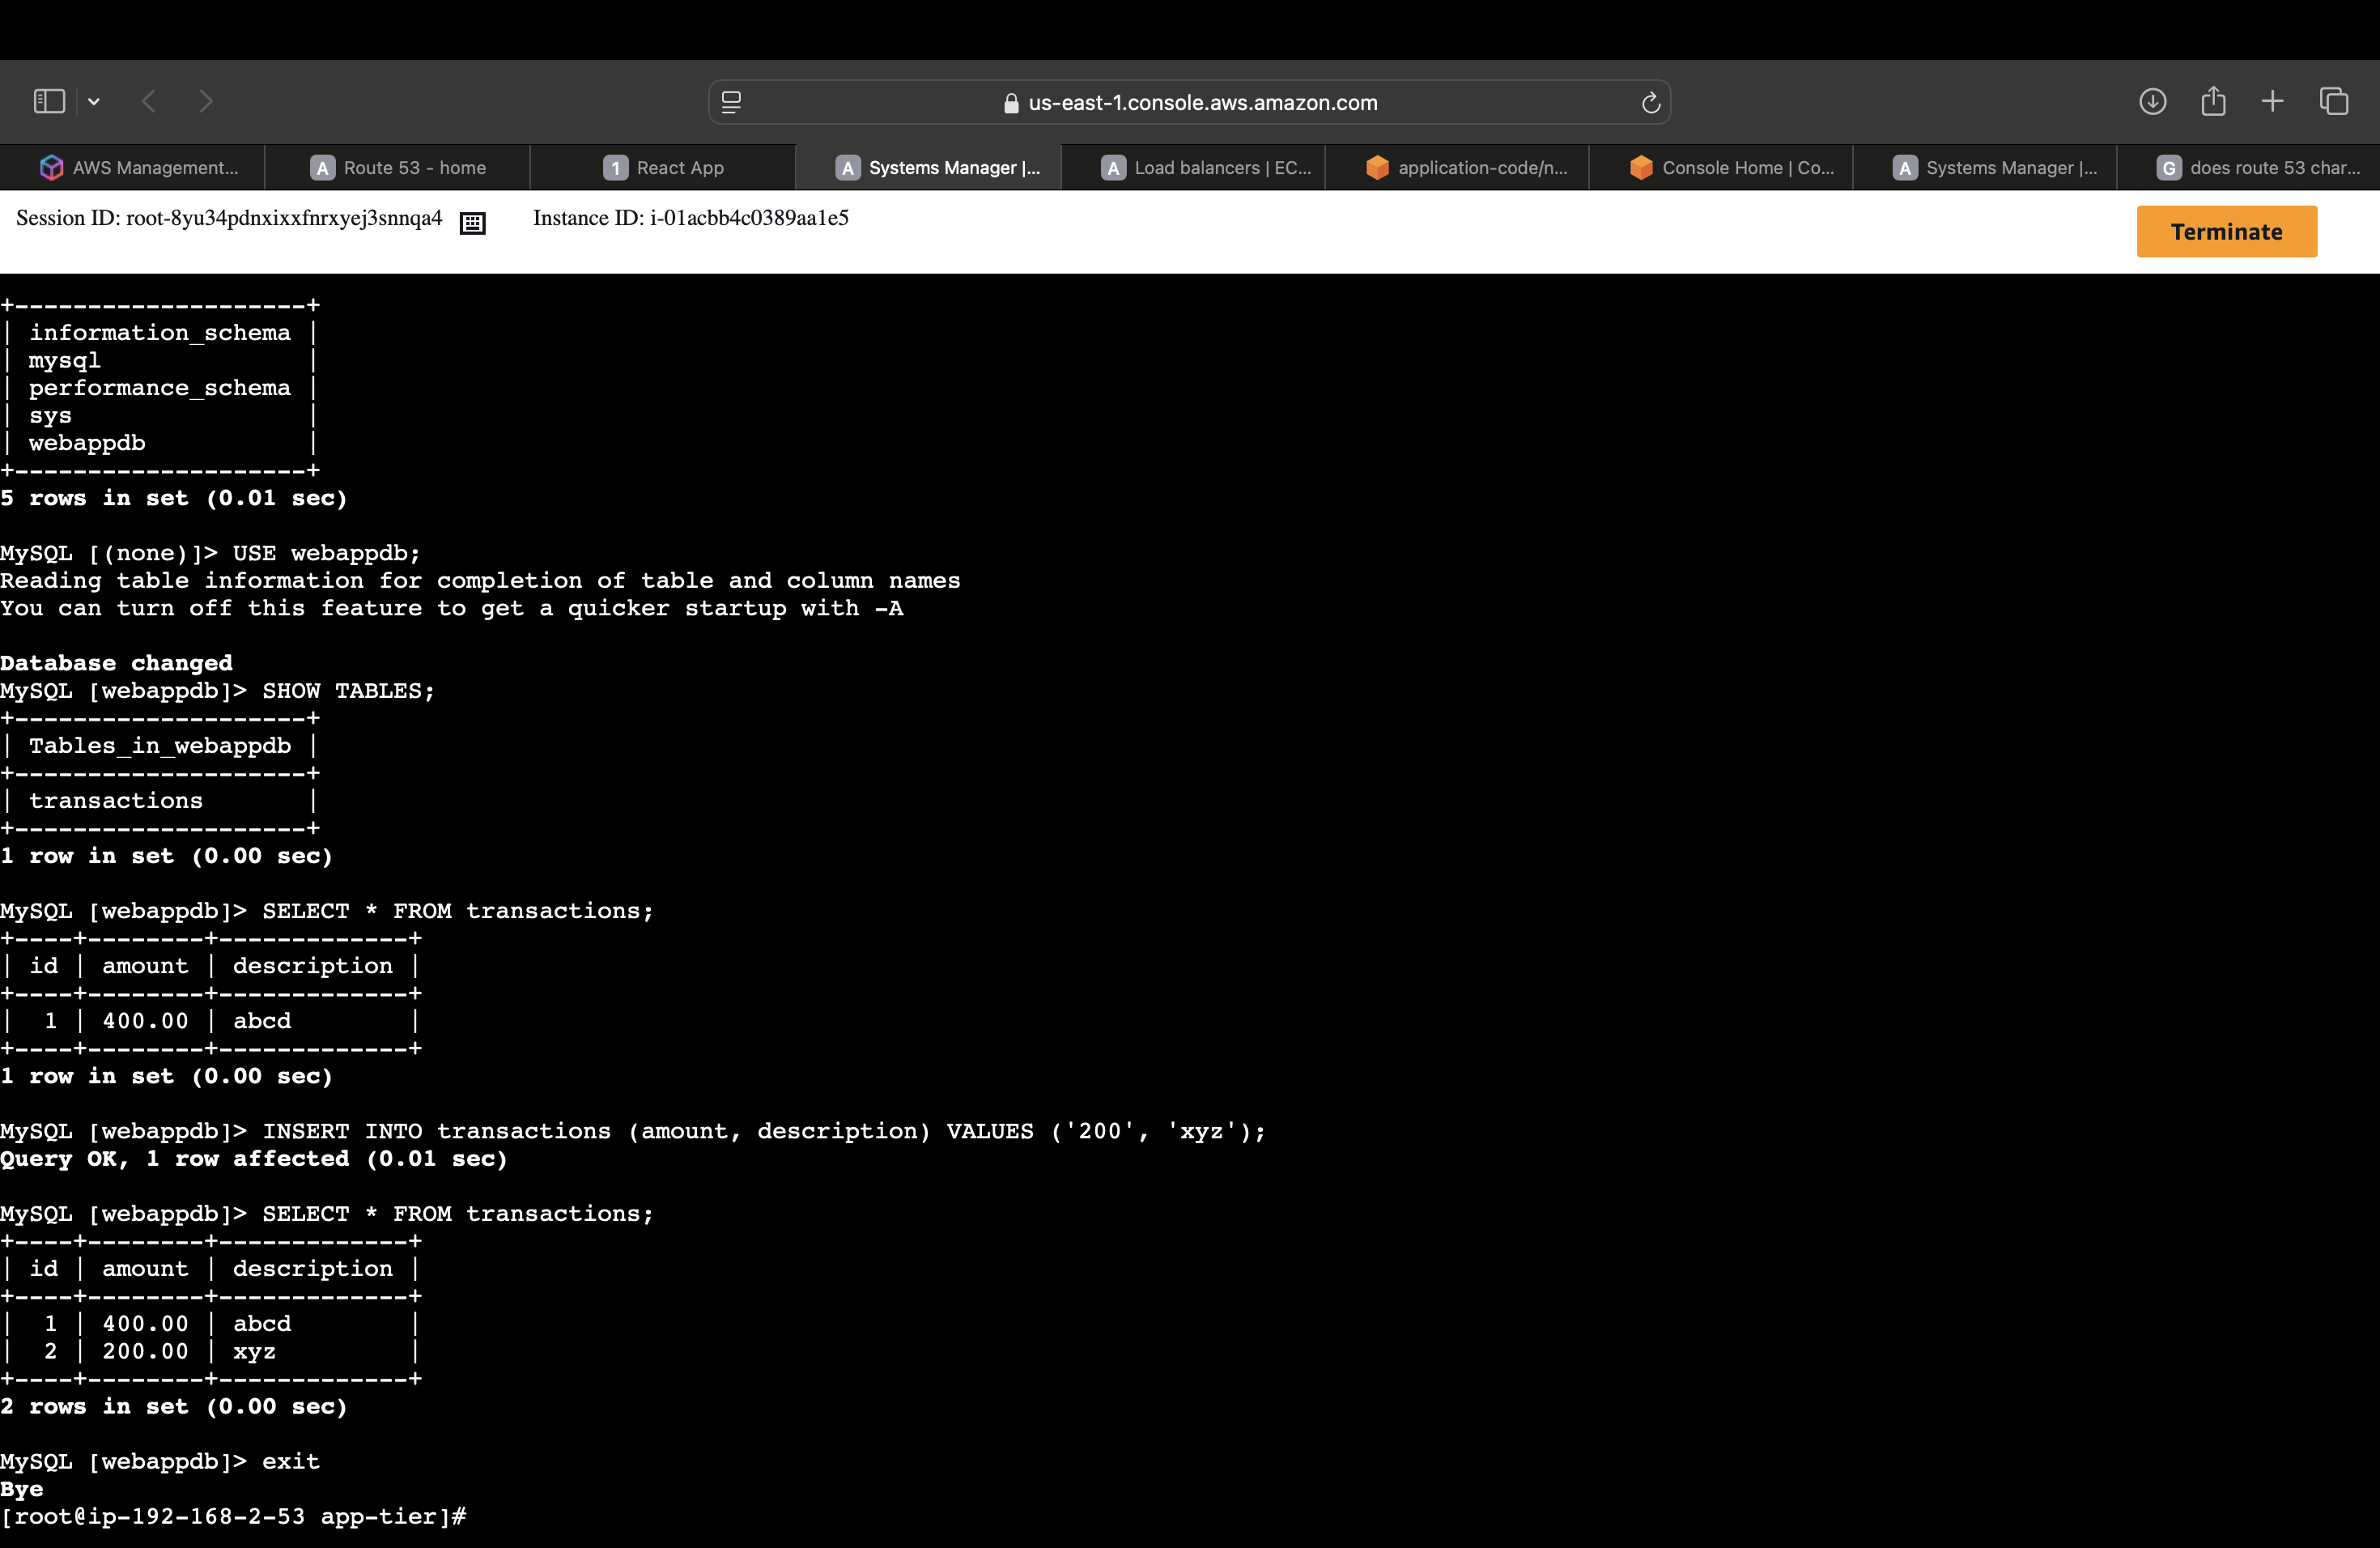 us-east-1.console.aws.amazon.com
AWS Management...
A Route 53 - home
1 React App
A Systems Manager |...
A Load balancers | EC...
application-code/n...
Console Home | Co...
A Systems Manager |...
G does route 53 char...
Session ID: root-8yu34pdnxixxfnrxyej3snnqa4 Instance ID: i-01acbb4c0389aa1e5
Terminate
+--------------------+
| information_schema |
| mysql              |
| performance_schema |
| sys                |
| webappdb           |
+--------------------+
5 rows in set (0.01 sec)
MySQL [(none)]> USE webappdb;
Reading table information for completion of table and column names
You can turn off this feature to get a quicker startup with -A
Database changed
MySQL [webappdb]> SHOW TABLES;
+--------------------+
| Tables_in_webappdb |
+--------------------+
| transactions       |
+--------------------+
1 row in set (0.00 sec)
MySQL [webappdb]> SELECT * FROM transactions;
+----+--------+-------------+
| id | amount | description |
+----+--------+-------------+
|  1 | 400.00 | abcd        |
+----+--------+-------------+
1 row in set (0.00 sec)
MySQL [webappdb]> INSERT INTO transactions (amount, description) VALUES ('200', 'xyz');
Query OK, 1 row affected (0.01 sec)
MySQL [webappdb]> SELECT * FROM transactions;
+----+--------+-------------+
| id | amount | description |
+----+--------+-------------+
|  1 | 400.00 | abcd        |
|  2 | 200.00 | xyz         |
+----+--------+-------------+
2 rows in set (0.00 sec)
MySQL [webappdb]> exit
Bye
[root@ip-192-168-2-53 app-tier]#